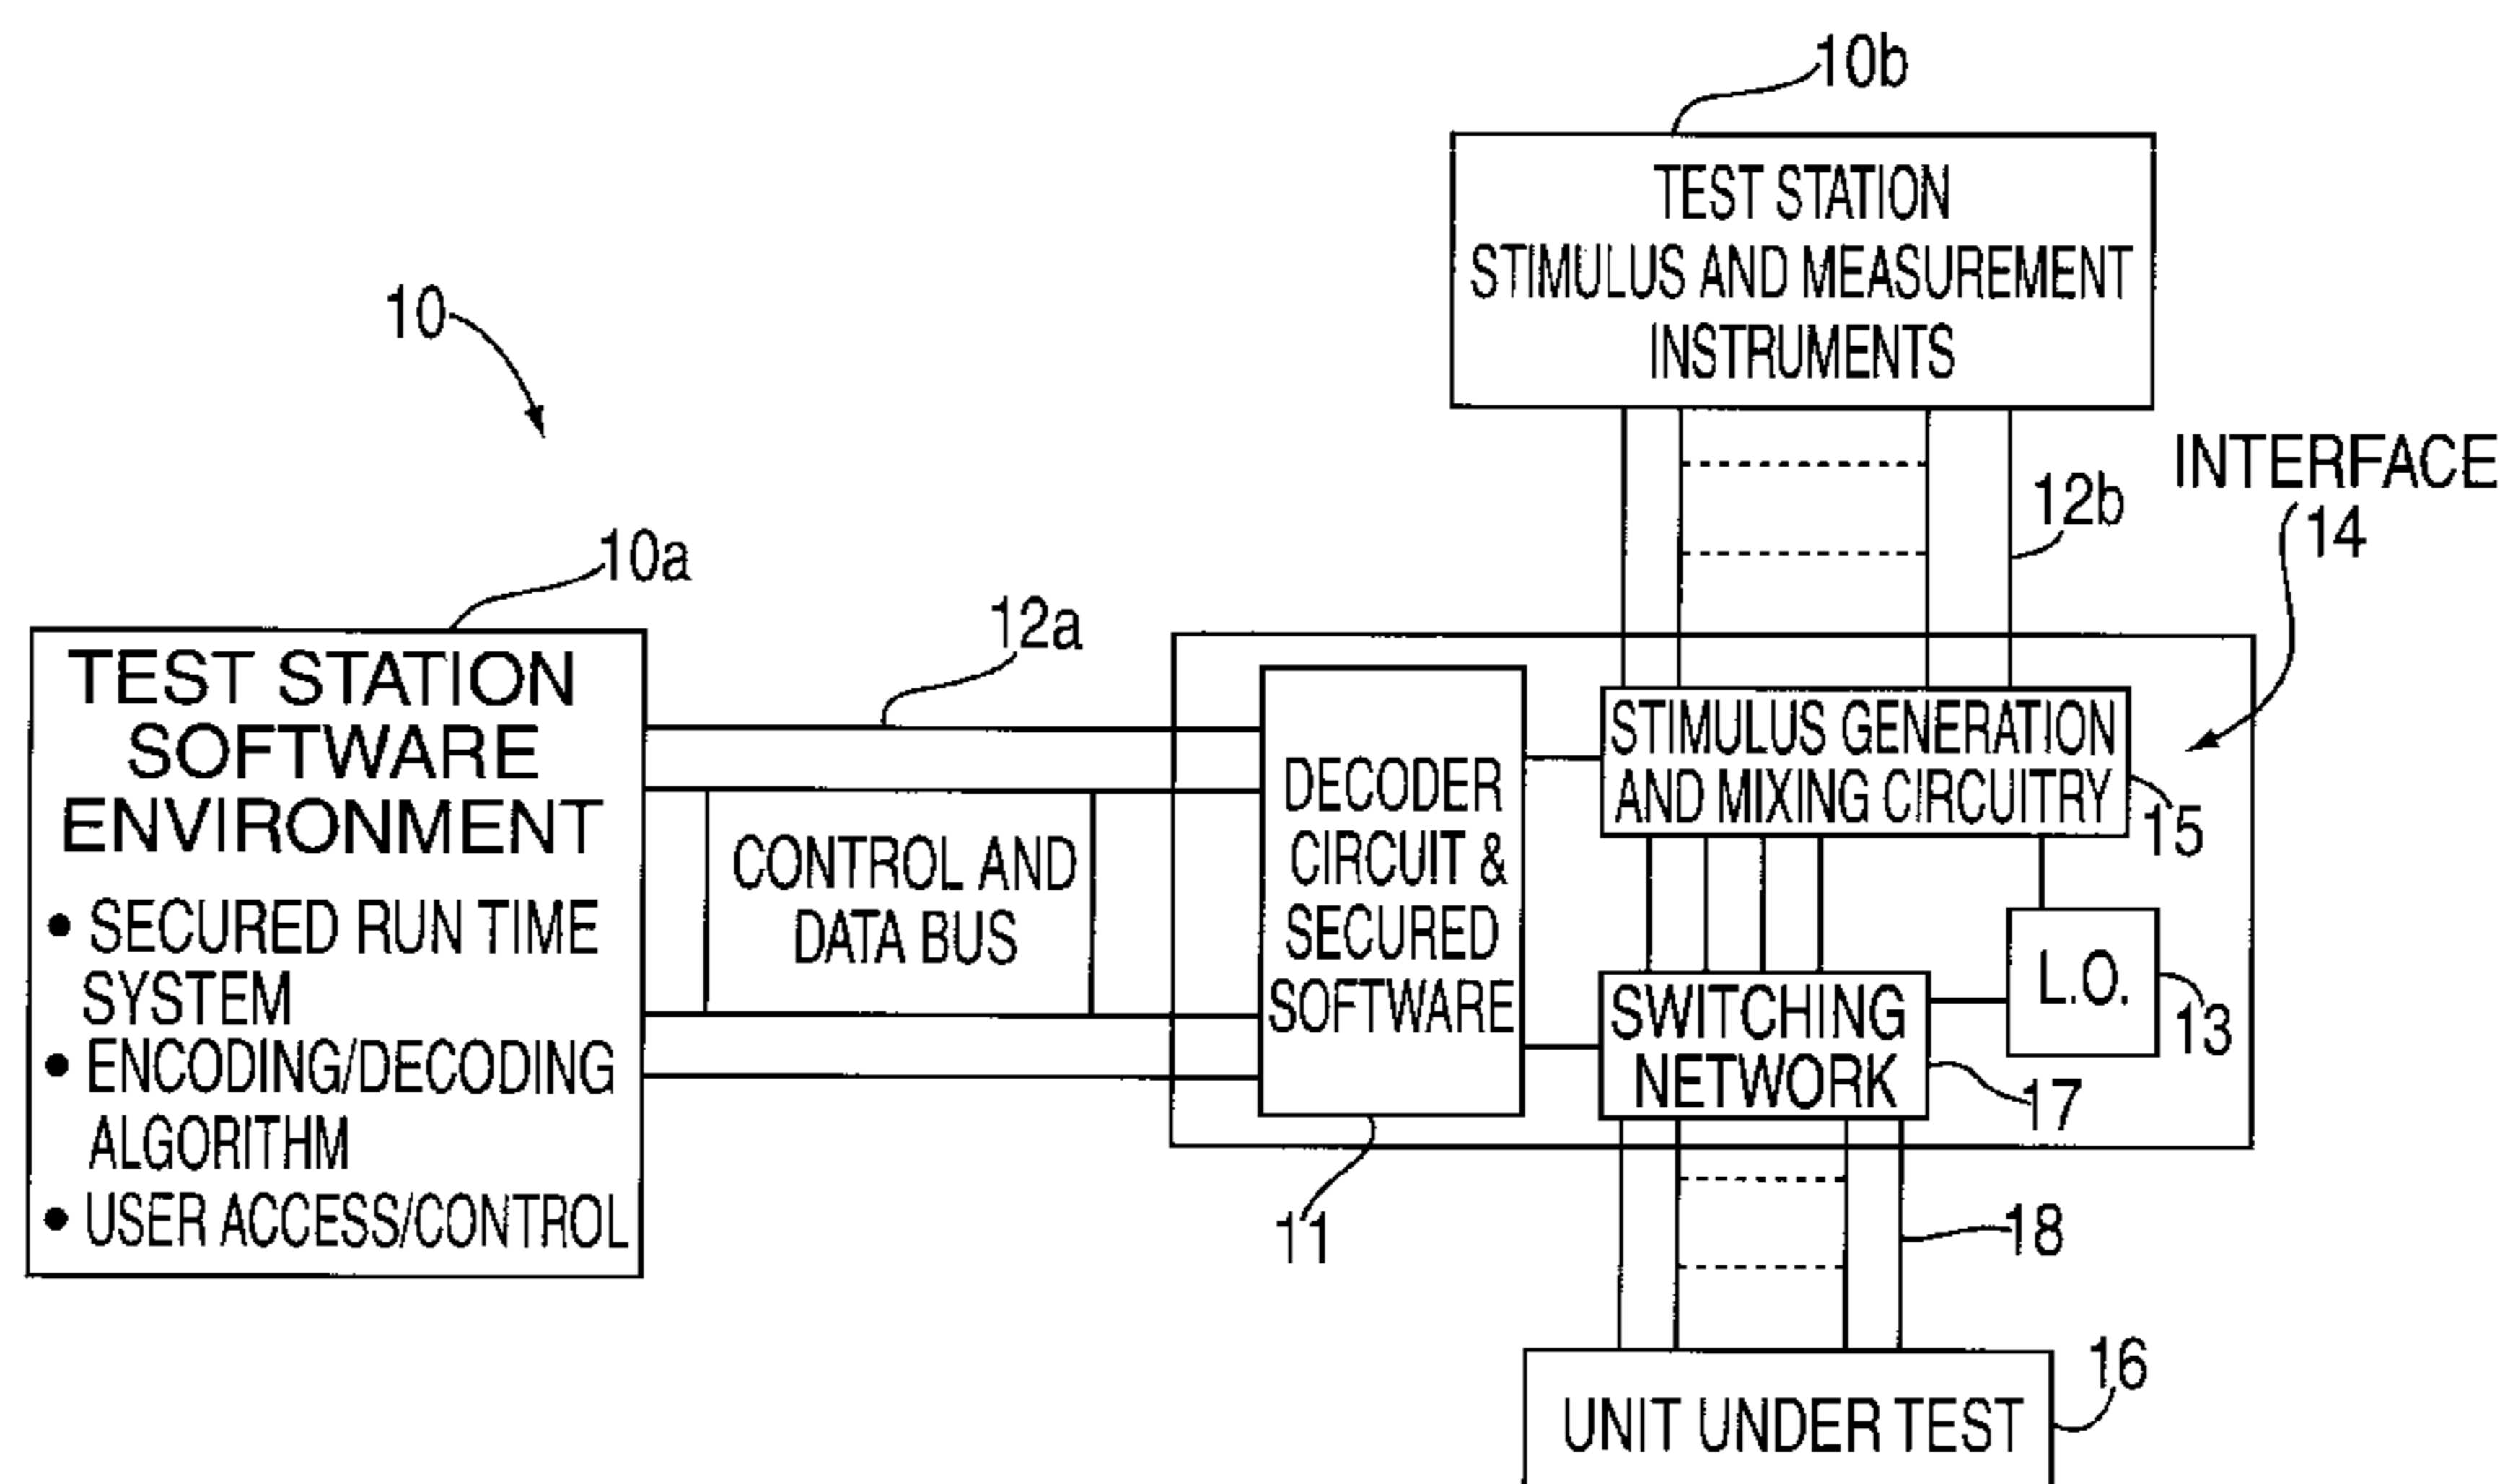 10b
TEST STATION
STIMULUS AND MEASUREMENT
INSTRUMENTS
10
INTERFACE
14
12b
10a
12a
TEST STATION
SOFTWARE
ENVIRONMENT
• SECURED RUN TIME
SYSTEM
• ENCODING/DECODING
ALGORITHM
• USER ACCESS/CONTROL
CONTROL AND
DATA BUS
DECODER
CIRCUIT &
SECURED
SOFTWARE
11
STIMULUS GENERATION
AND MIXING CIRCUITRY
15
L.O.
13
SWITCHING
NETWORK
17
18
16
UNIT UNDER TEST